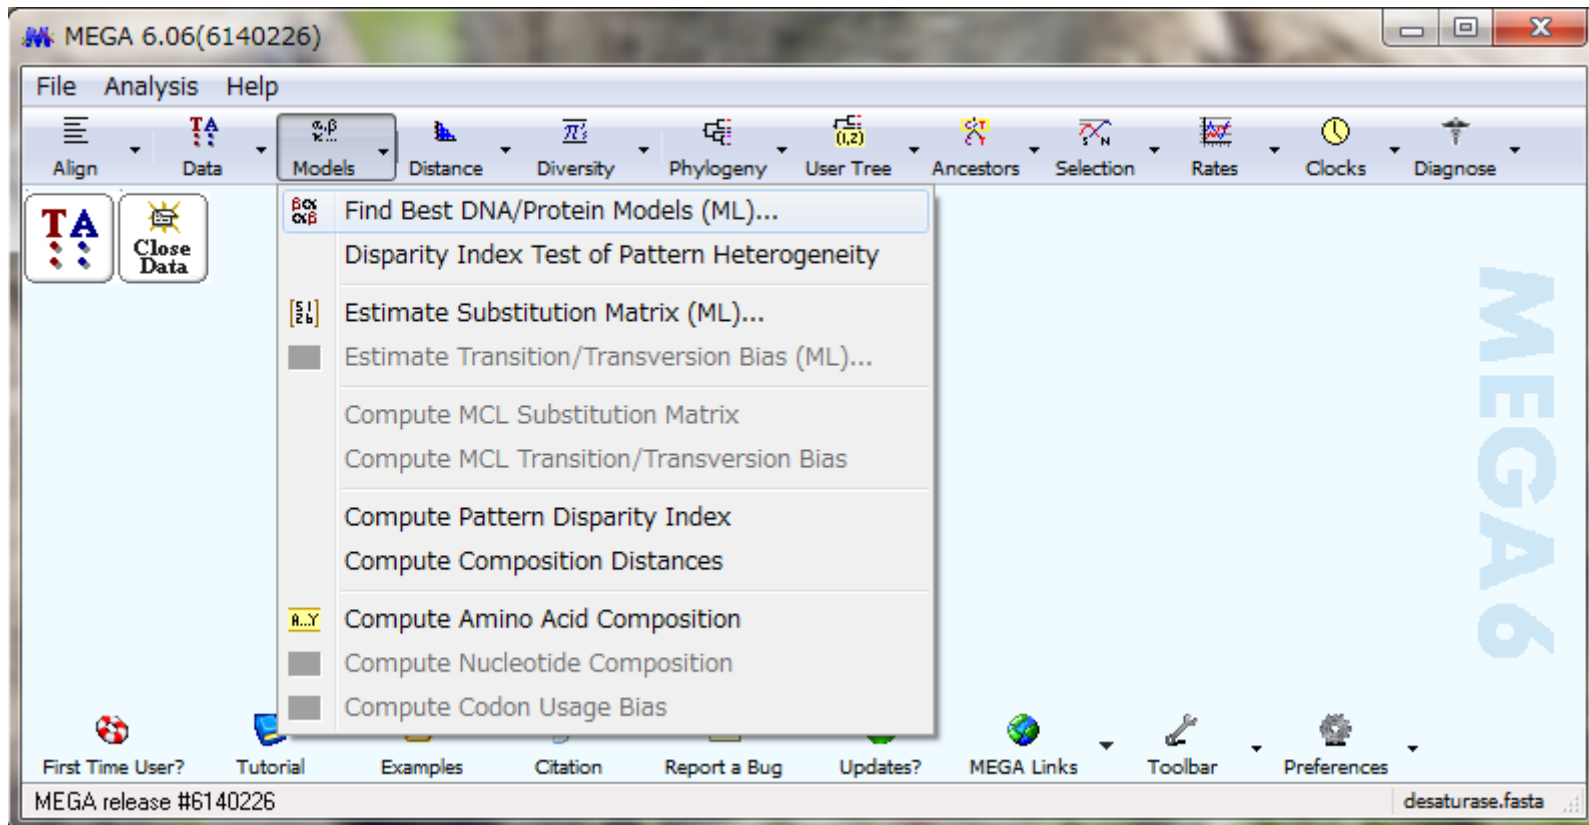 MEGA 6.06(6140226)
File Analysis Help
Align Data Models Distance Diversity Phylogeny User Tree Ancestors Selection Rates Clocks Diagnose
TA
Close
Data
Find Best DNA/Protein Models (ML)...
Disparity Index Test of Pattern Heterogeneity
Estimate Substitution Matrix (ML)...
Estimate Transition/Transversion Bias (ML)...
Compute MCL Substitution Matrix
Compute MCL Transition/Transversion Bias
Compute Pattern Disparity Index
Compute Composition Distances
A..Y Compute Amino Acid Composition
Compute Nucleotide Composition
Compute Codon Usage Bias
MEGA6
First Time User? Tutorial Examples Citation Report a Bug Updates? MEGA Links Toolbar Preferences
MEGA release #6140226 desaturase.fasta